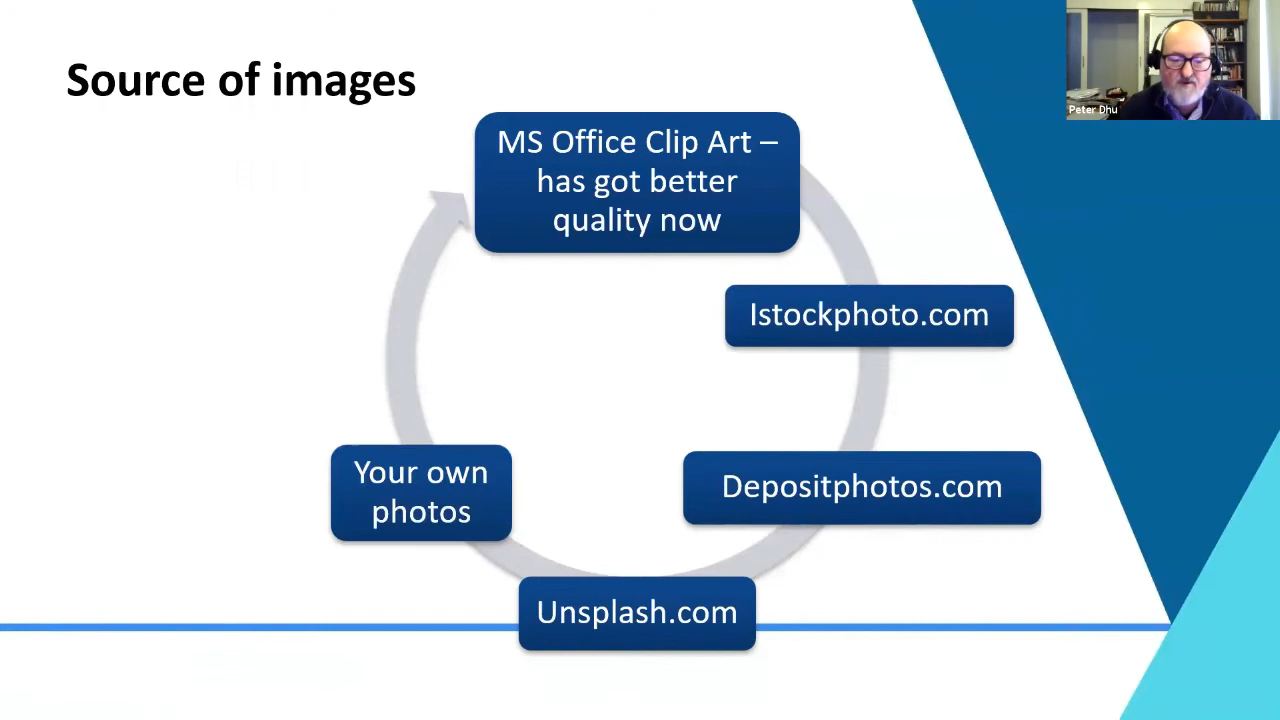 Source of images
Peter Dhu
MS Office Clip Art –
has got better
quality now
Istockphoto.com
Depositphotos.com
Unsplash.com
Your own
photos